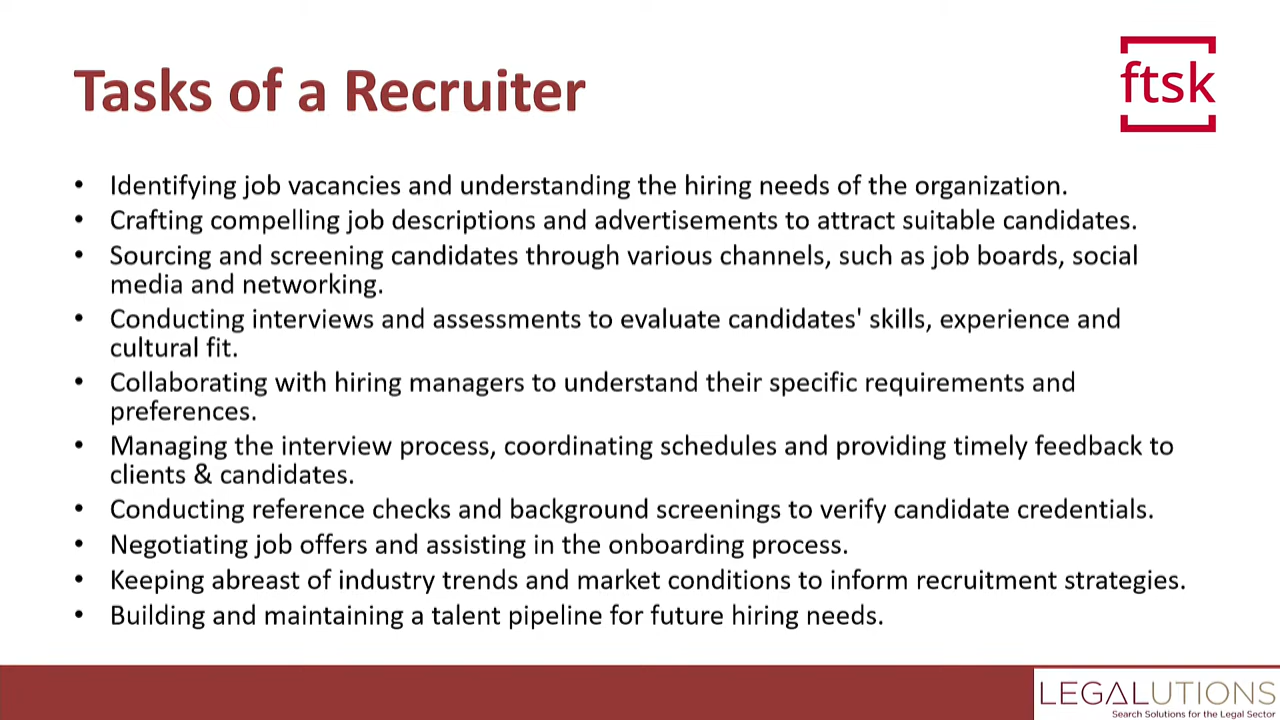 Tasks of a Recruiter
ftsk
• Identifying job vacancies and understanding the hiring needs of the organization.
• Crafting compelling job descriptions and advertisements to attract suitable candidates.
• Sourcing and screening candidates through various channels, such as job boards, social
media and networking.
• Conducting interviews and assessments to evaluate candidates' skills, experience and
cultural fit.
• Collaborating with hiring managers to understand their specific requirements and
preferences.
• Managing the interview process, coordinating schedules and providing timely feedback to
clients & candidates.
• Conducting reference checks and background screenings to verify candidate credentials.
• Negotiating job offers and assisting in the onboarding process.
• Keeping abreast of industry trends and market conditions to inform recruitment strategies.
• Building and maintaining a talent pipeline for future hiring needs.
LEGALUTIONS
Search Solutions for the Legal Sector